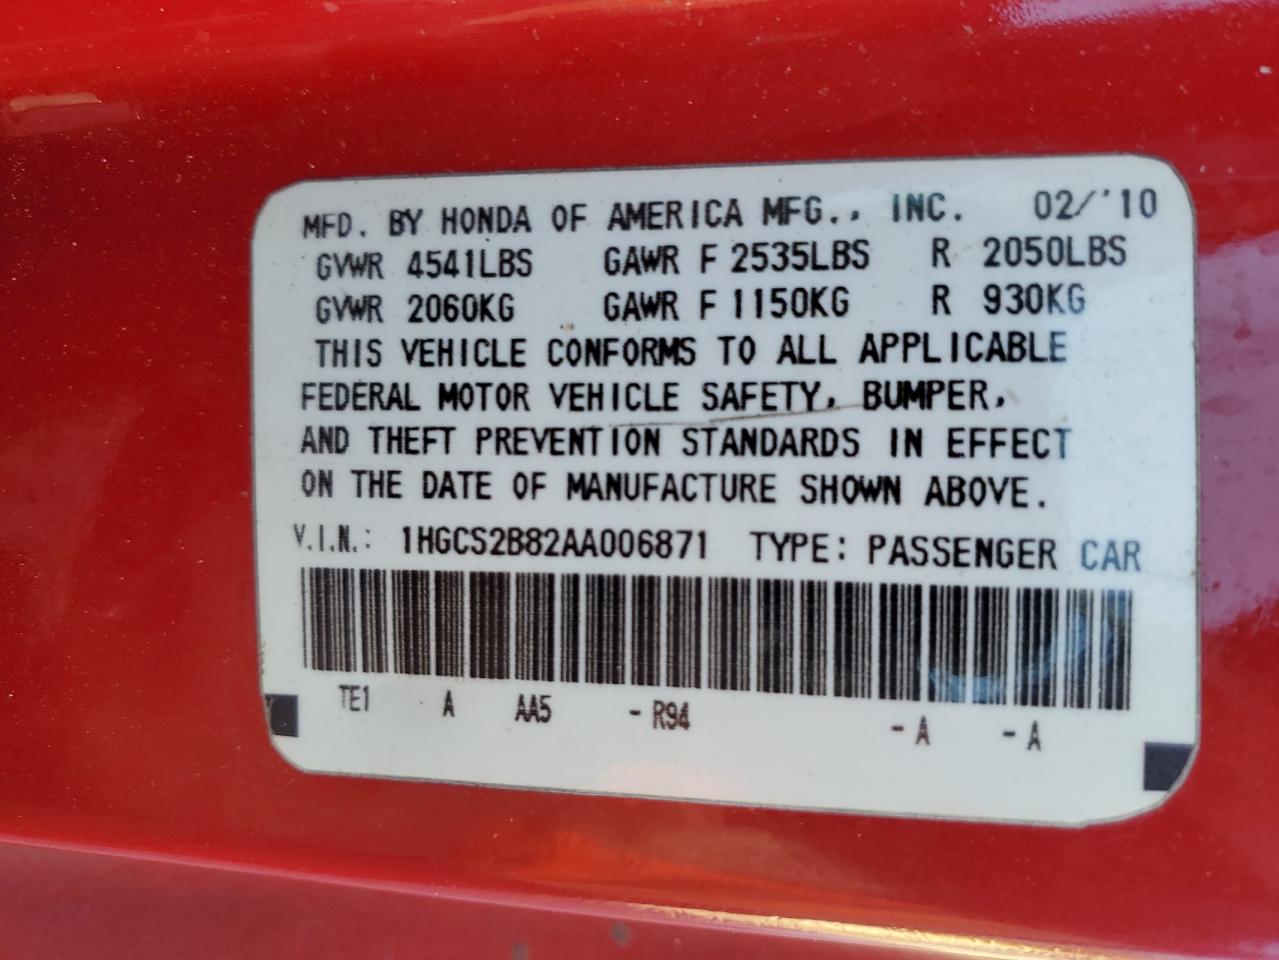 MFD. BY HONDA OF AMERICA MFG., INC. 02/'10
GVWR 4541LBS GAWR F 2535LBS R 2050LBS
GVWR 2060KG GAWR F 1150KG R 930KG
THIS VEHICLE CONFORMS TO ALL APPLICABLE
FEDERAL MOTOR VEHICLE SAFETY, BUMPER,
AND THEFT PREVENTION STANDARDS IN EFFECT
ON THE DATE OF MANUFACTURE SHOWN ABOVE.
V.I.N.: 1HGCS2B82AA006871 TYPE: PASSENGER CAR
TE1 A AA5 - R94 - A - A